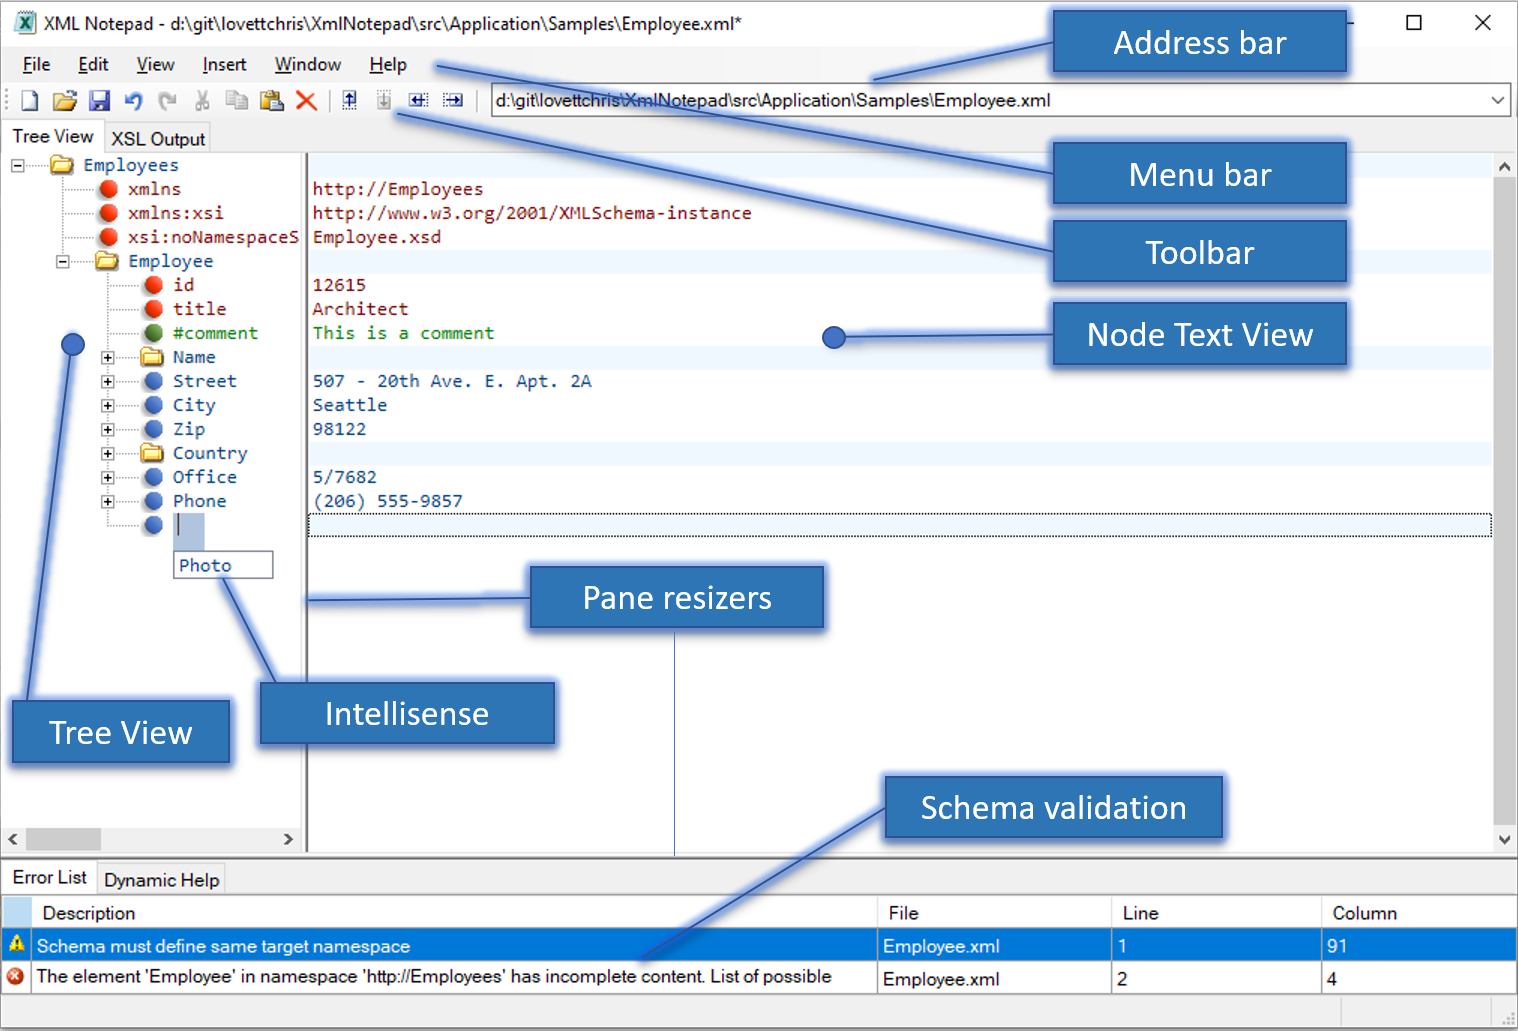 XML Notepad - d:\git\lovettchris\XmlNotepad\src\Application\Samples\Employee.xml*
Address bar
File Edit View Insert Window Help
d:\git\lovettchris\XmlNotepad\src\Application\Samples\Employee.xml
Tree View XSL Output
Employees
xmlns http://Employees
Menu bar
xmlns:xsi http://www.w3.org/2001/XMLSchema-instance
xsi:noNamespaceS Employee.xsd
Toolbar
Employee
id 12615
title Architect
#comment This is a comment
Node Text View
Name
Street 507 - 20th Ave. E. Apt. 2A
City Seattle
Zip 98122
Country
Office 5/7682
Phone (206) 555-9857
Photo
Pane resizers
Intellisense
Tree View
Schema validation
Error List Dynamic Help
Description File Line Column
Schema must define same target namespace Employee.xml 1 91
The element 'Employee' in namespace 'http://Employees' has incomplete content. List of possible Employee.xml 2 4